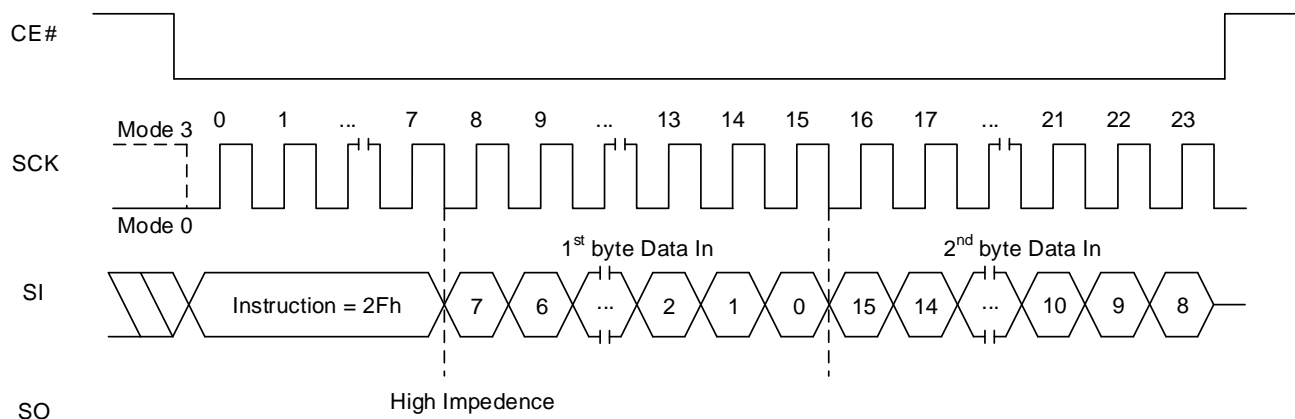 CE#
0 1 ... 7 8 9 ... 13 14 15 16 17 ... 21 22 23
Mode 3
SCK
Mode 0
1st byte Data In 2nd byte Data In
SI Instruction = 2Fh 7 6 ... 2 1 0 15 14 ... 10 9 8
High Impedence
SO